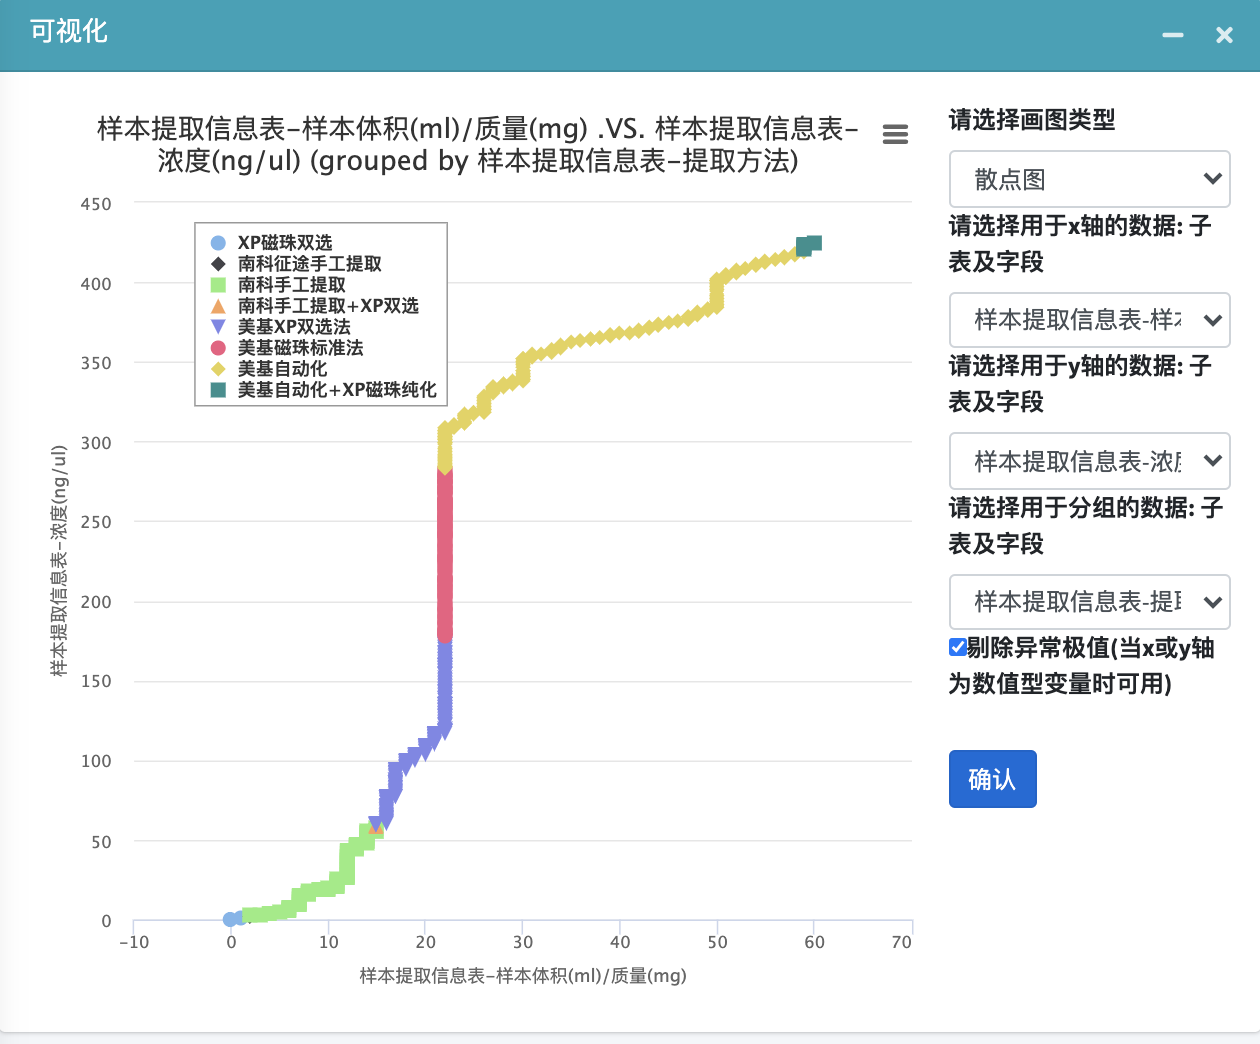 可视化
样本提取信息表-样本体积(ml)/质量(mg) .VS. 样本提取信息表-
浓度(ng/ul) (grouped by 样本提取信息表-提取方法)
450
400
350
300
250
200
150
100
50
0
样本提取信息表-浓度(ng/ul)
XP磁珠双选
南科征途手工提取
南科手工提取
南科手工提取+XP双选
美基XP双选法
美基磁珠标准法
美基自动化
美基自动化+XP磁珠纯化
-10
0
10
20
30
40
50
60
70
样本提取信息表-样本体积(ml)/质量(mg)
请选择画图类型
散点图
请选择用于x轴的数据: 子
表及字段
样本提取信息表-样
请选择用于y轴的数据: 子
表及字段
样本提取信息表-浓
请选择用于分组的数据: 子
表及字段
样本提取信息表-提
剔除异常极值(当x或y轴
为数值型变量时可用)
确认